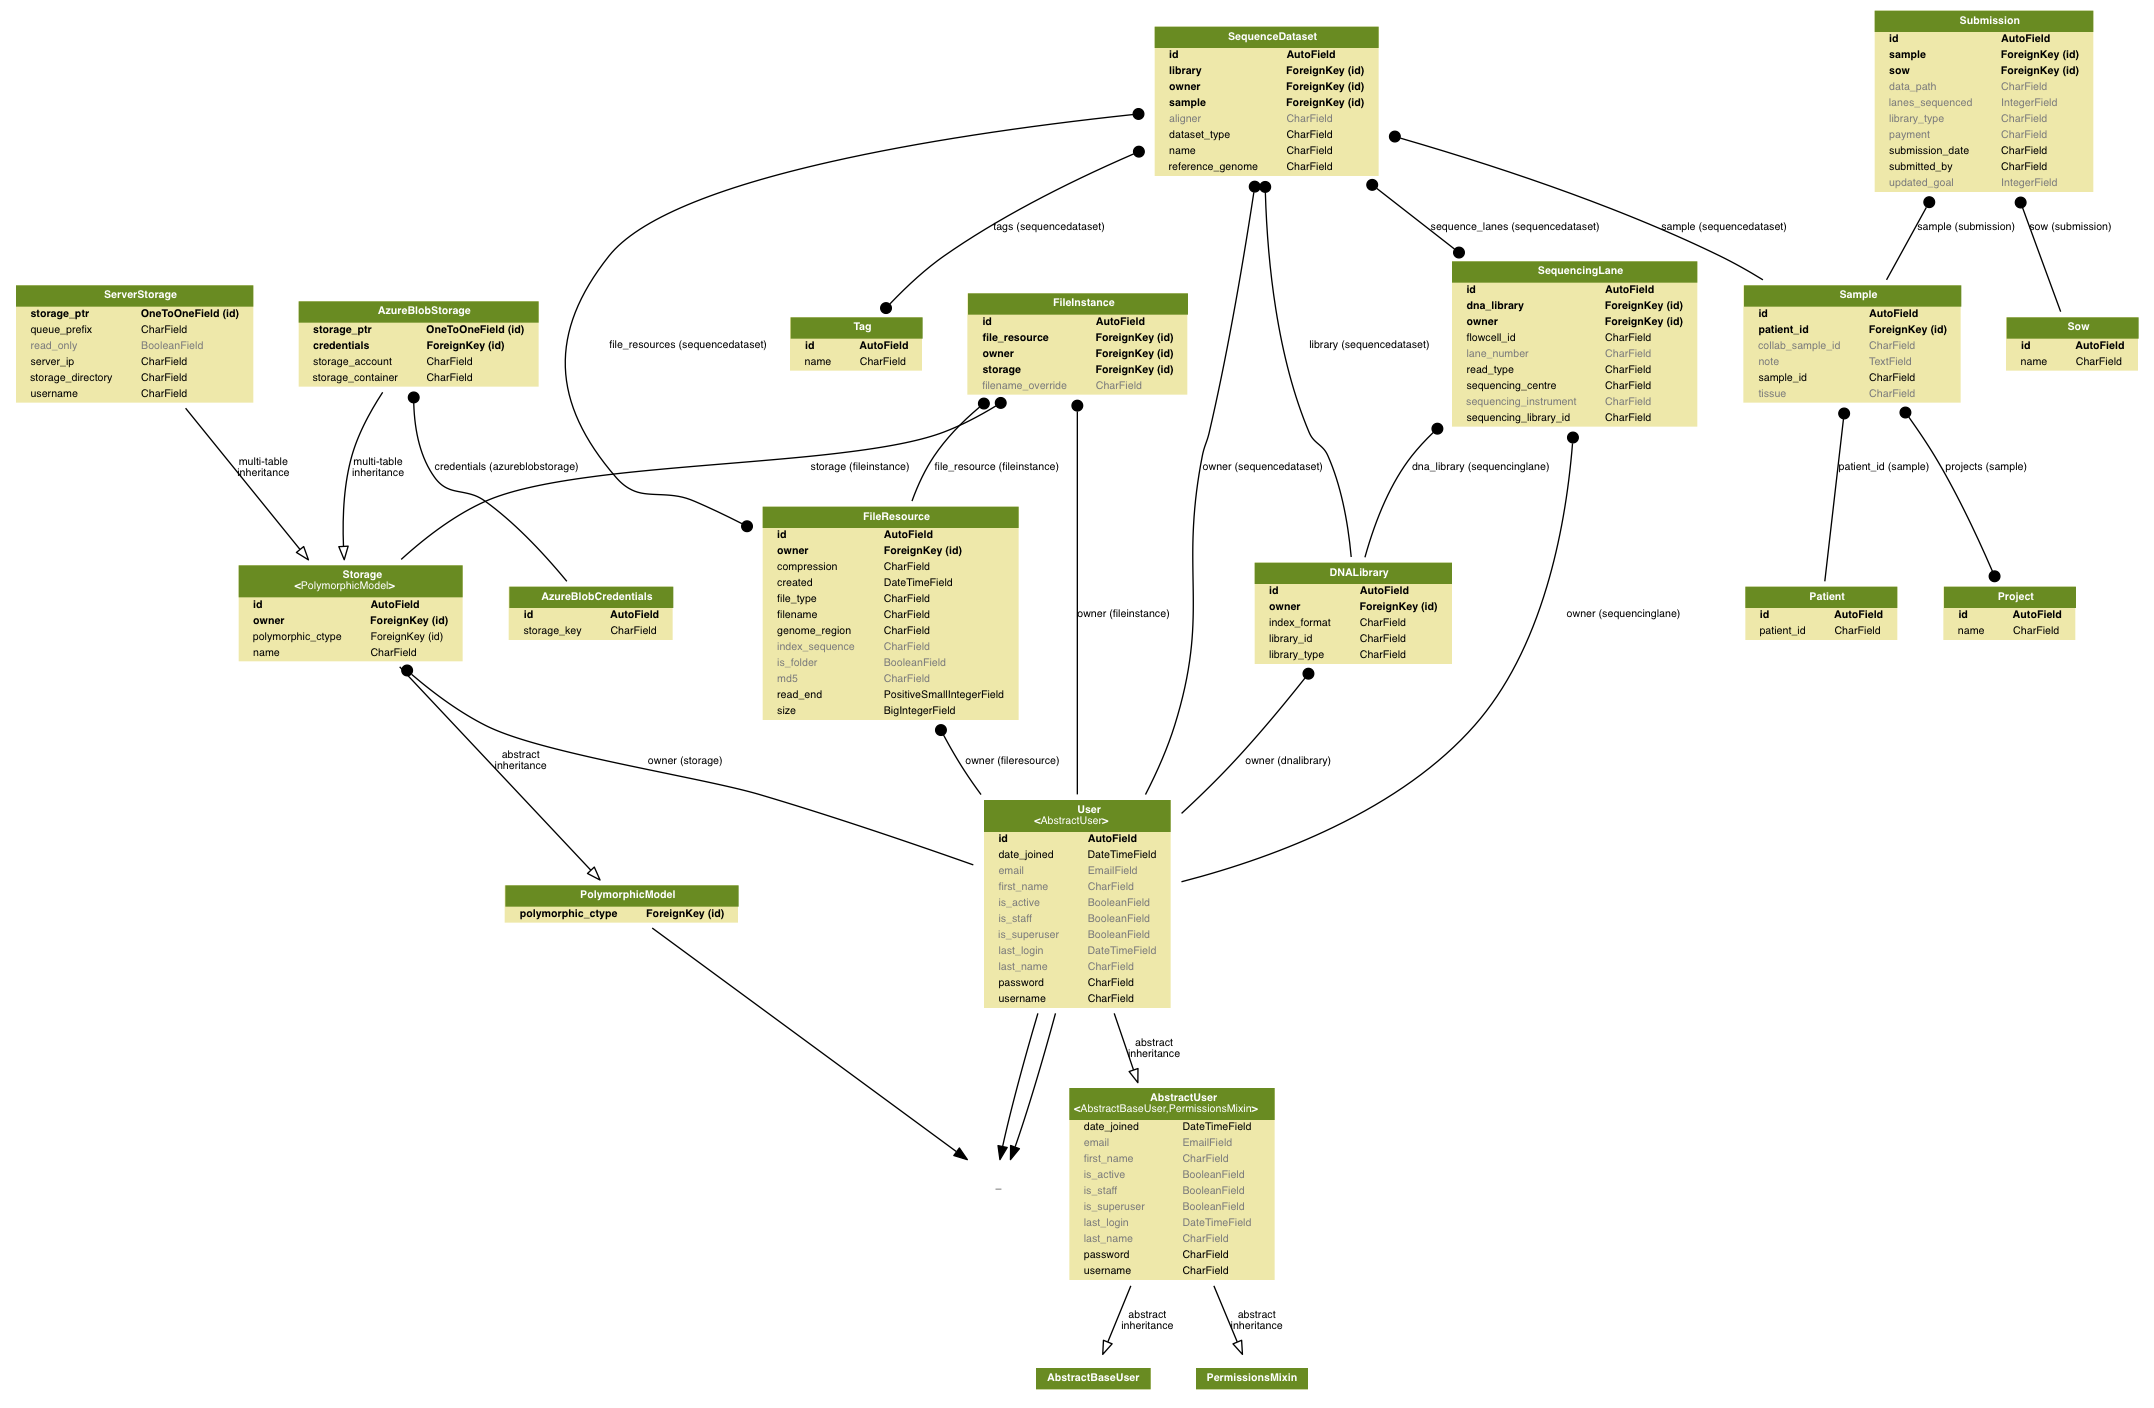 SequenceDataset
id AutoField
library ForeignKey (id)
owner ForeignKey (id)
sample ForeignKey (id)
aligner CharField
dataset_type CharField
name CharField
reference_genome CharField
Submission
id AutoField
sample ForeignKey (id)
sow ForeignKey (id)
data_path CharField
lanes_sequenced IntegerField
library_type CharField
payment CharField
submission_date CharField
submitted_by CharField
updated_goal IntegerField
tags (sequencedataset)
sequence_lanes (sequencedataset)
sample (sequencedataset)
sample (submission)
sow (submission)
ServerStorage
storage_ptr OneToOneField (id)
queue_prefix CharField
read_only BooleanField
server_ip CharField
storage_directory CharField
username CharField
AzureBlobStorage
storage_ptr OneToOneField (id)
credentials ForeignKey (id)
storage_account CharField
storage_container CharField
file_resources (sequencedataset)
Tag
id AutoField
name CharField
FileInstance
id AutoField
file_resource ForeignKey (id)
owner ForeignKey (id)
storage ForeignKey (id)
filename_override CharField
library (sequencedataset)
SequencingLane
id AutoField
dna_library ForeignKey (id)
owner ForeignKey (id)
flowcell_id CharField
lane_number CharField
read_type CharField
sequencing_centre CharField
sequencing_instrument CharField
sequencing_library_id CharField
Sample
id AutoField
patient_id ForeignKey (id)
collab_sample_id CharField
note TextField
sample_id CharField
tissue CharField
Sow
id AutoField
name CharField
multi-table
inheritance
multi-table
inheritance
credentials (azureblobstorage)
storage (fileinstance)
file_resource (fileinstance)
owner (sequencedataset)
dna_library (sequencinglane)
patient_id (sample)
projects (sample)
Storage
<PolymorphicModel>
id AutoField
owner ForeignKey (id)
polymorphic_ctype ForeignKey (id)
name CharField
AzureBlobCredentials
id AutoField
storage_key CharField
FileResource
id AutoField
owner ForeignKey (id)
compression CharField
created DateTimeField
file_type CharField
filename CharField
genome_region CharField
index_sequence CharField
is_folder BooleanField
md5 CharField
read_end PositiveSmallIntegerField
size BigIntegerField
owner (fileinstance)
DNALibrary
id AutoField
owner ForeignKey (id)
index_format CharField
library_id CharField
library_type CharField
owner (sequencinglane)
Patient
id AutoField
patient_id CharField
Project
id AutoField
name CharField
abstract
inheritance
owner (storage)
owner (fileresource)
owner (dnalibrary)
User
<AbstractUser>
id AutoField
date_joined DateTimeField
email EmailField
first_name CharField
is_active BooleanField
is_staff BooleanField
is_superuser BooleanField
last_login DateTimeField
last_name CharField
password CharField
username CharField
PolymorphicModel
polymorphic_ctype ForeignKey (id)
abstract
inheritance
_
AbstractUser
<AbstractBaseUser,PermissionsMixin>
date_joined DateTimeField
email EmailField
first_name CharField
is_active BooleanField
is_staff BooleanField
is_superuser BooleanField
last_login DateTimeField
last_name CharField
password CharField
username CharField
abstract
inheritance
abstract
inheritance
AbstractBaseUser
PermissionsMixin